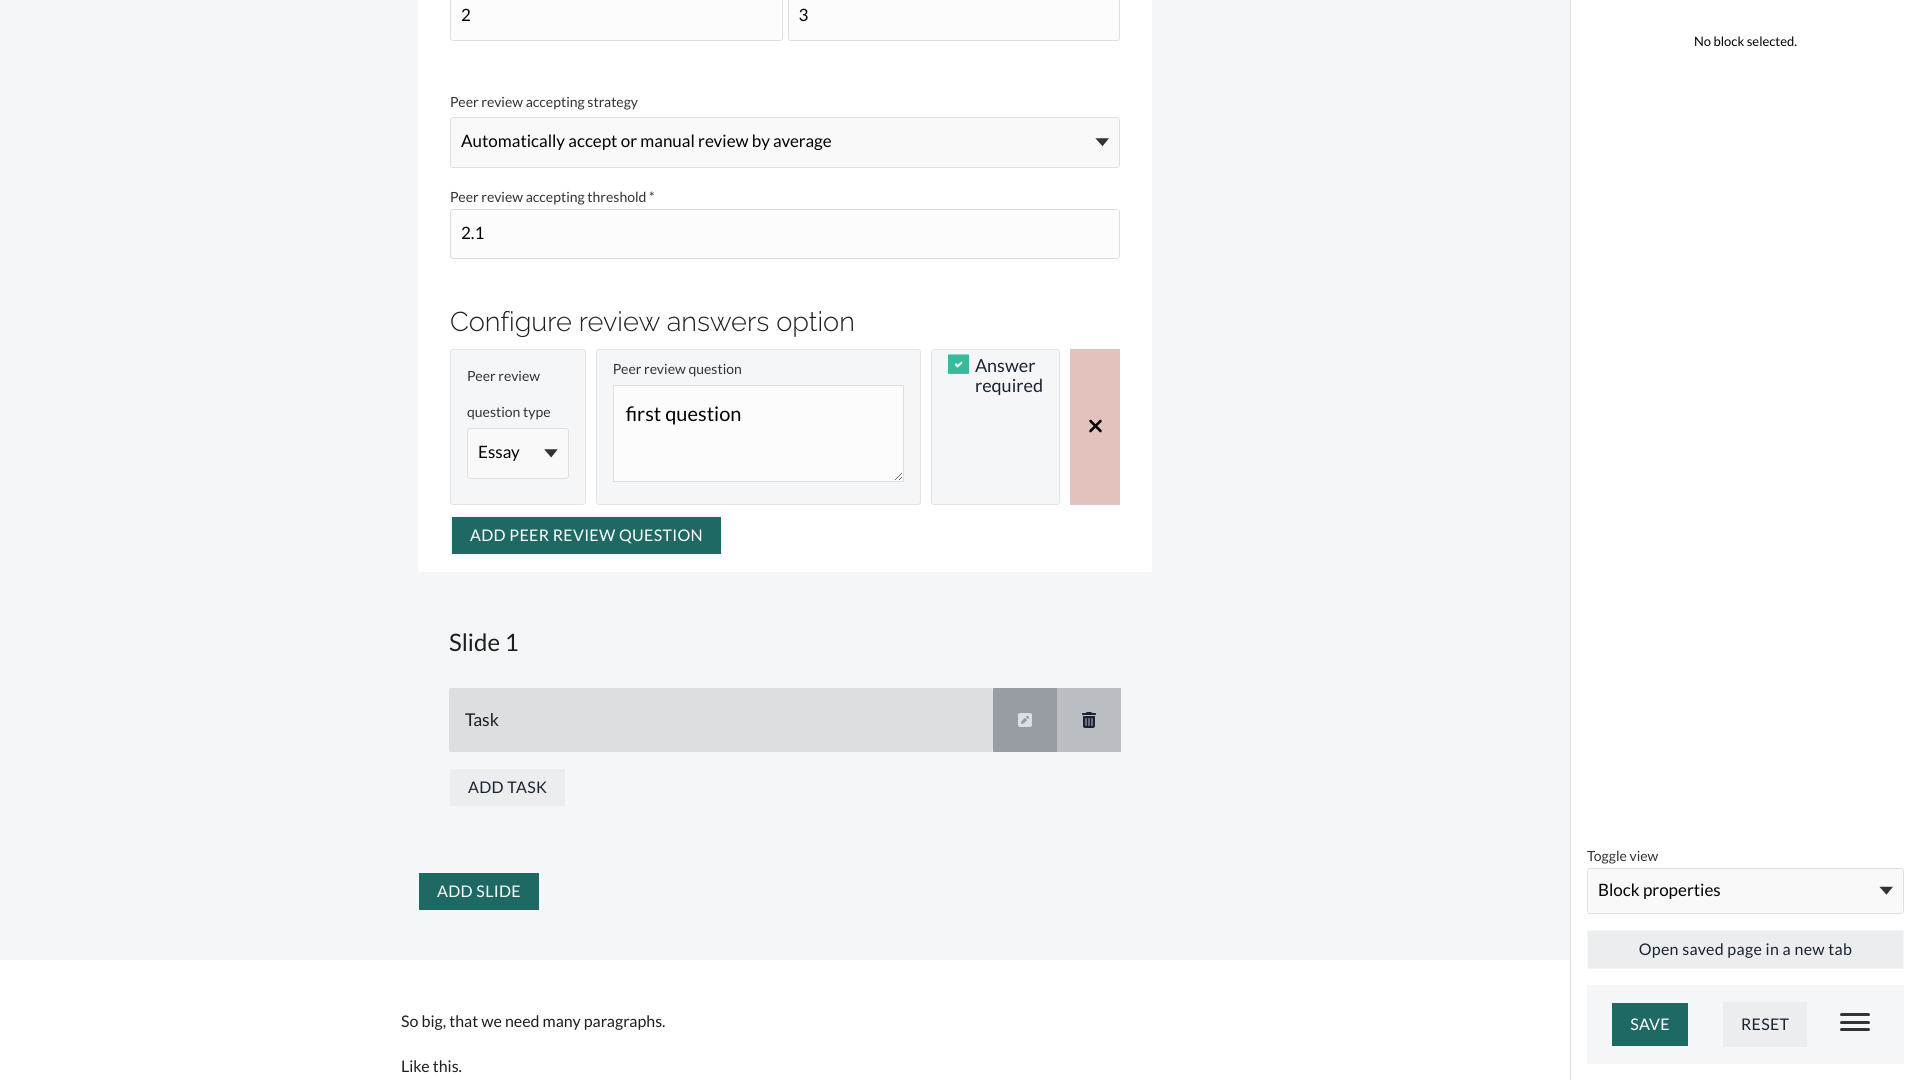 2
3
No block selected.
Peer review accepting strategy
Automatically accept or manual review by average
Peer review accepting threshold *
2.1
Configure review answers option
Peer review
question type
Essay
Peer review question
first question
Answer
required
ADD PEER REVIEW QUESTION
Slide 1
Task
ADD TASK
ADD SLIDE
So big, that we need many paragraphs.
Like this.
Toggle view
Block properties
Open saved page in a new tab
SAVE
RESET